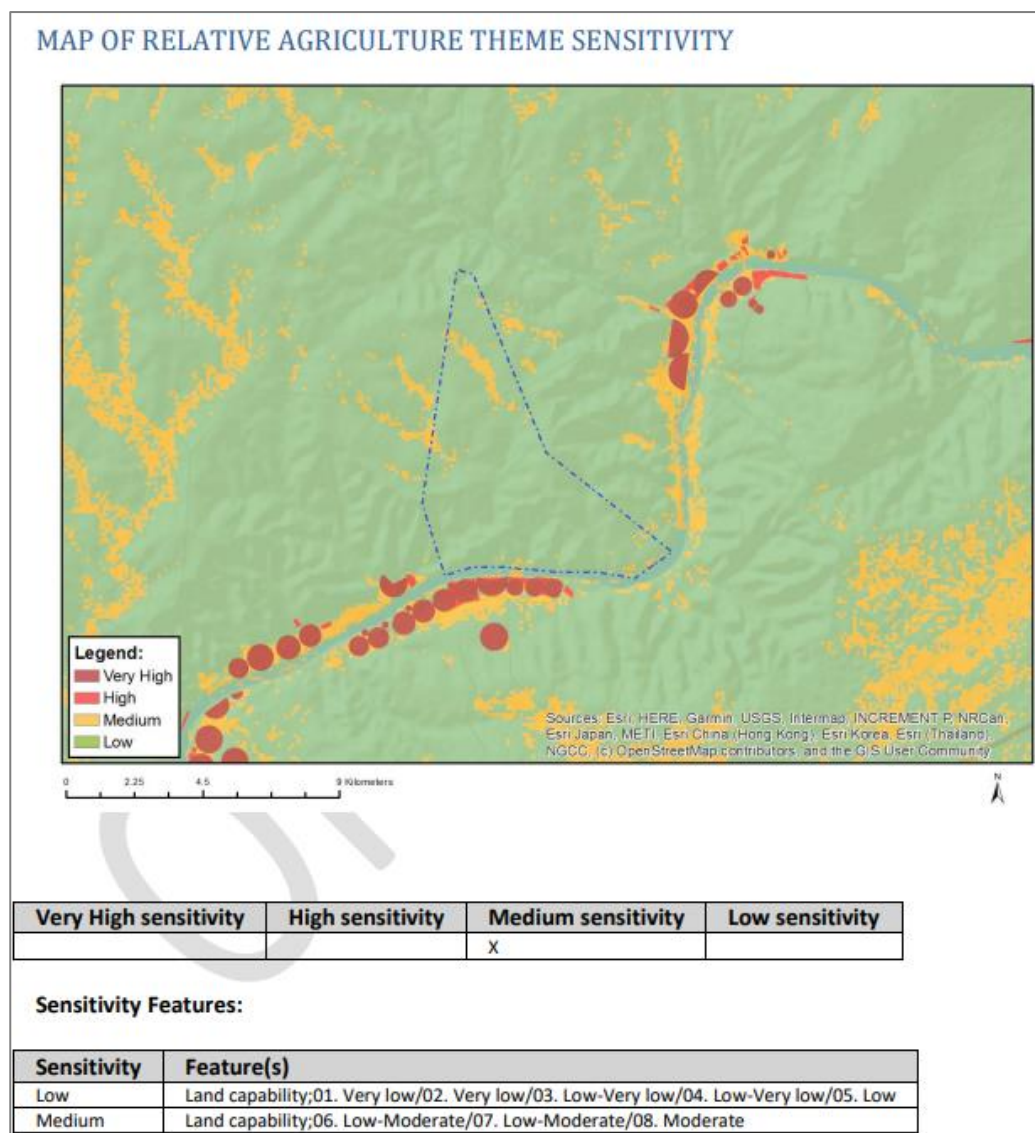 MAP OF RELATIVE AGRICULTURE THEME SENSITIVITY
Legend:
Very High
High
Medium
Low
Sources: Esri, HERE, Garmin, USGS, Intermap, INCREMENT P, NRCan,
Esri Japan, METI, Esri China (Hong Kong), Esri Korea, Esri (Thailand),
NGCC, (c) OpenStreetMap contributors, and the GIS User Community
0 2.25 4.5 9 Kilometers
N
Very High sensitivity High sensitivity Medium sensitivity Low sensitivity
X
Sensitivity Features:
Sensitivity Feature(s)
Low Land capability;01. Very low/02. Very low/03. Low-Very low/04. Low-Very low/05. Low
Medium Land capability;06. Low-Moderate/07. Low-Moderate/08. Moderate